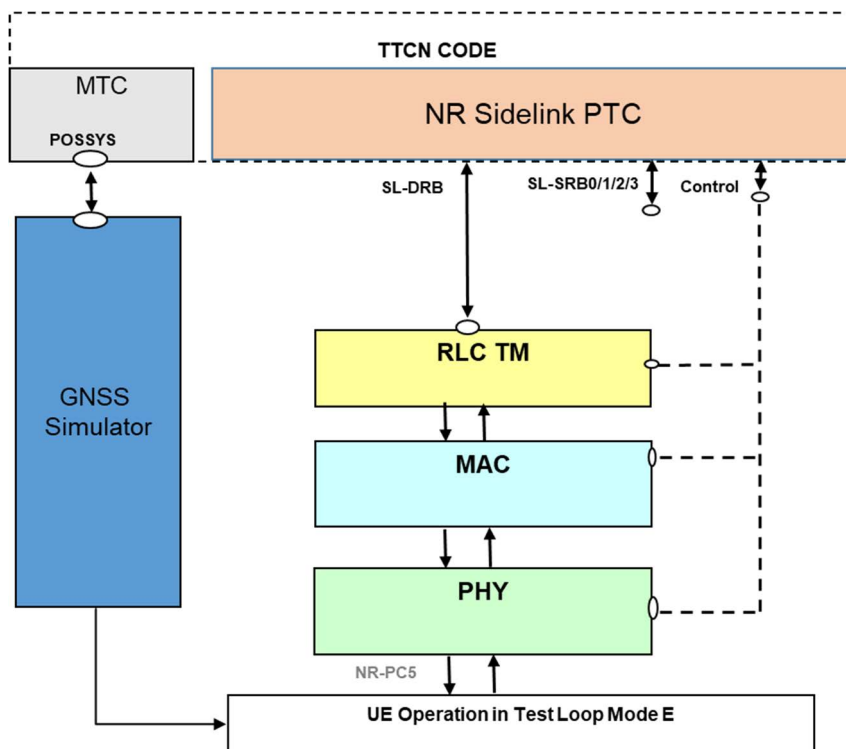 TTCN CODE
MTC
POSSYS
NR Sidelink PTC
SL-DRB
SL-SRB0/1/2/3
Control
RLC TM
GNSS
Simulator
MAC
PHY
NR-PC5
UE Operation in Test Loop Mode E